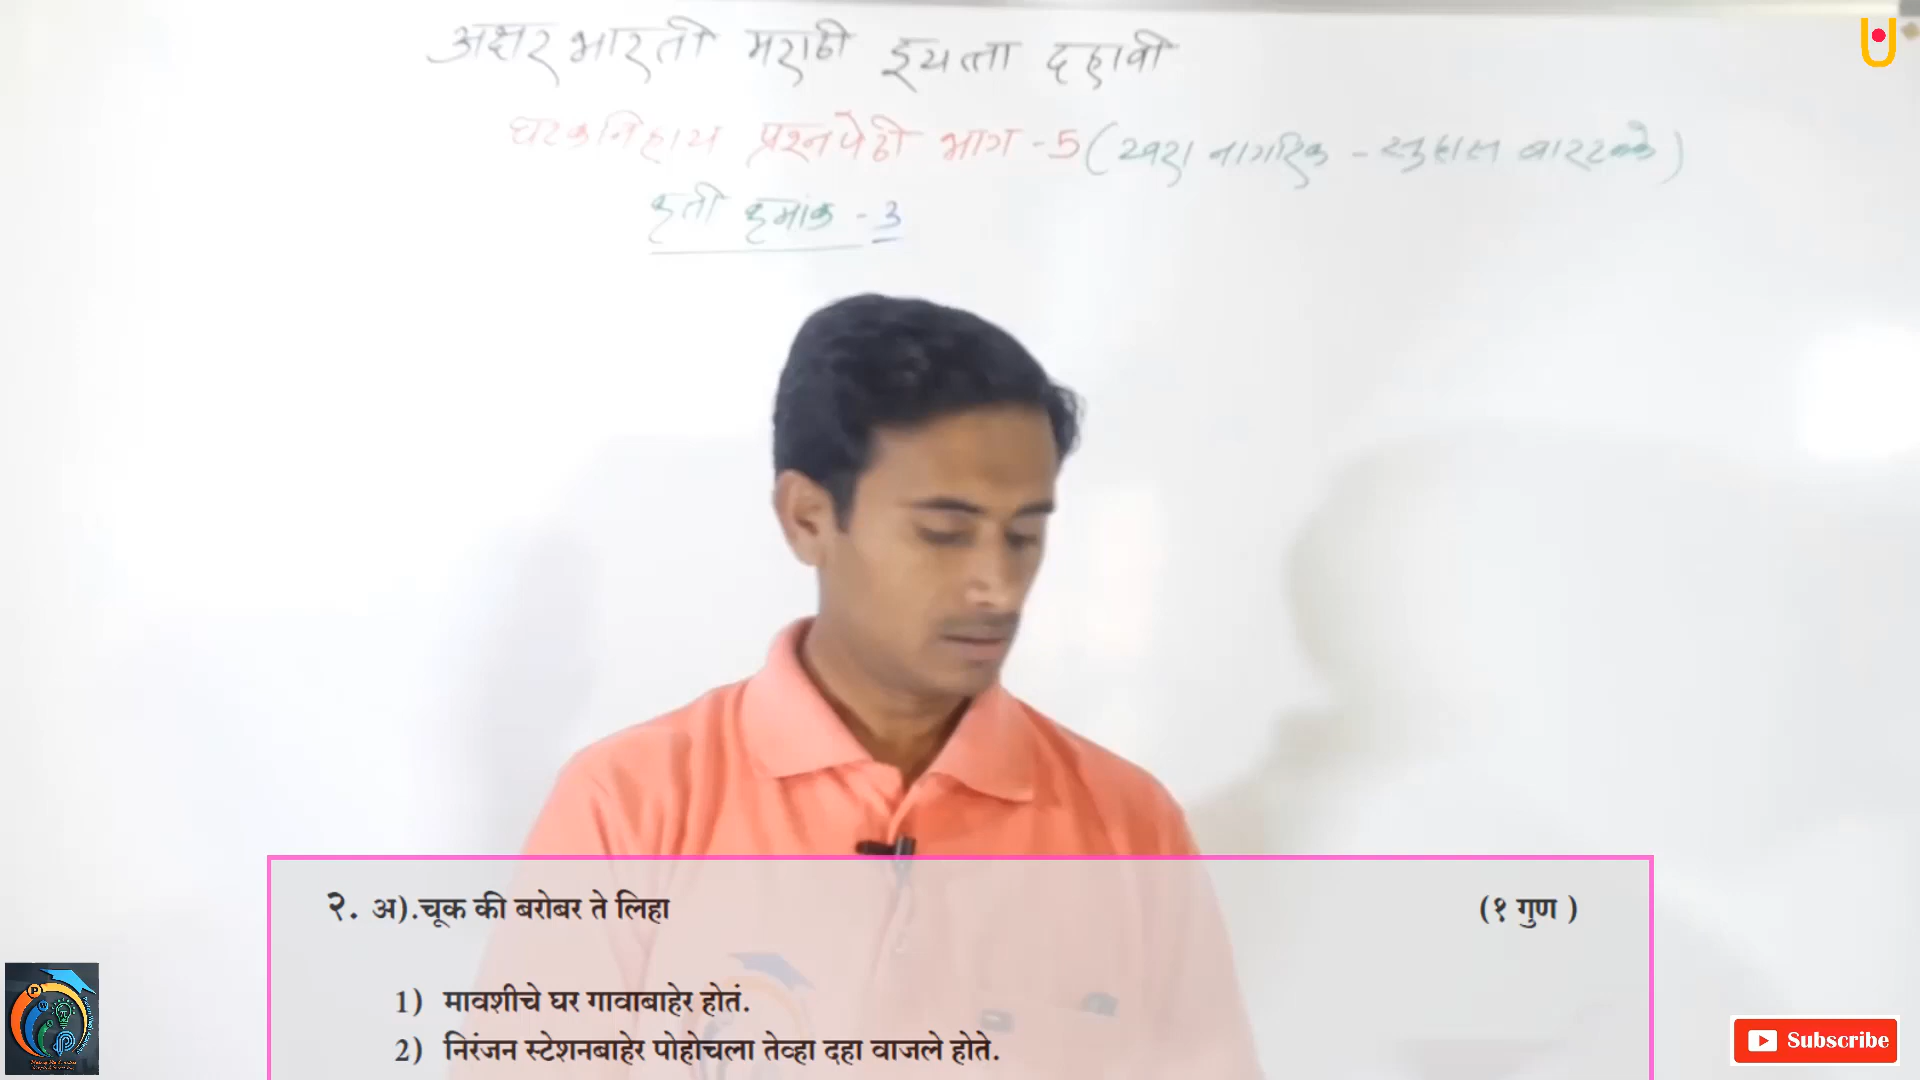 अक्षरभारती मराठी इयत्ता दहावी
घटकनिहाय प्रश्नपेढी भाग -5 (खरा नागरिक - सुहास बारटक्के)
कृती क्रमांक - 3
२. अ).चूक की बरोबर ते लिहा (१ गुण )
1) मावशीचे घर गावाबाहेर होतं.
2) निरंजन स्टेशनबाहेर पोहोचला तेव्हा दहा वाजले होते.
Subscribe